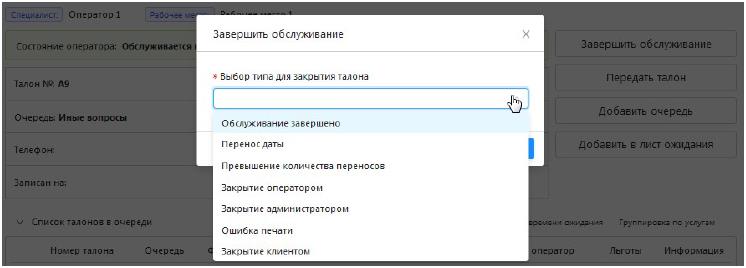 Специалист: Оператор 1 Рабочее место: Рабочее место 1
Завершить обслуживание
Состояние оператора: Обслуживается
Завершить обслуживание
Талон №: А9
* Выбор типа для закрытия талона
Передать талон
Очередь: Иные вопросы
Добавить очередь
Обслуживание завершено
Телефон:
Перенос даты
Добавить в лист ожидания
Превышение количества переносов
Записан на:
Закрытие оператором
Закрытие администратором
Список талонов в очереди
времени ожидания Группировка по услугам
Ошибка печати
Номер талона Очередь
Закрытие клиентом
оператор Льготы Информация